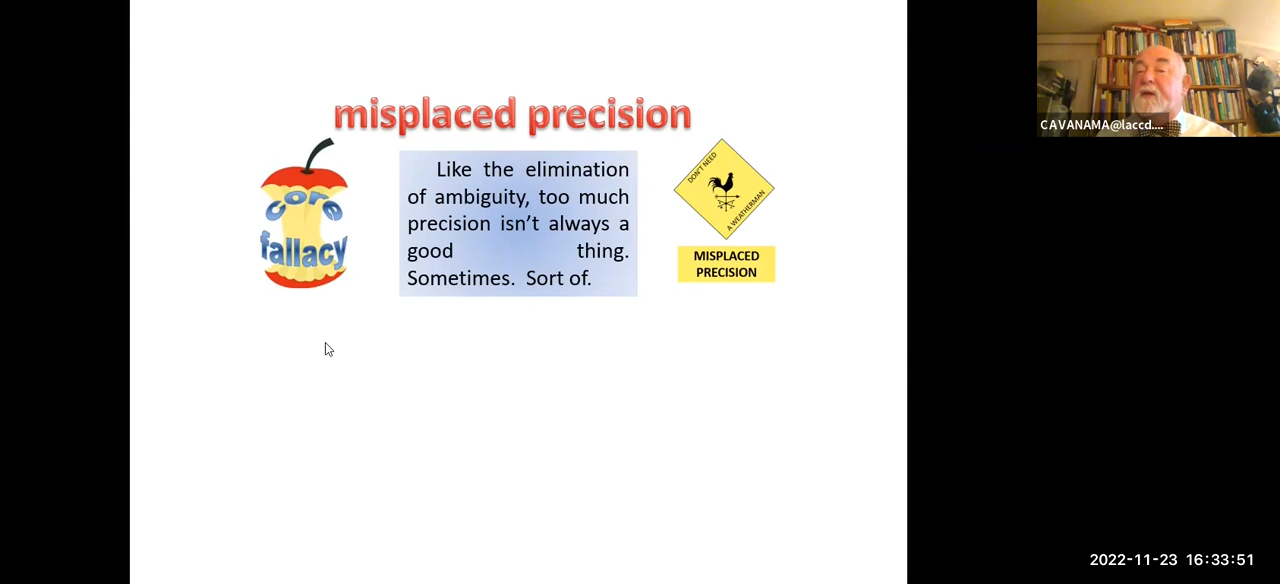 misplaced precision
core
fallacy
Like the elimination
of ambiguity, too much
precision isn't always a
good thing.
Sometimes. Sort of.
DON'T NEED
A WEATHERMAN
MISPLACED
PRECISION
CAVANAMA@laccd....
2022-11-23 16:33:51